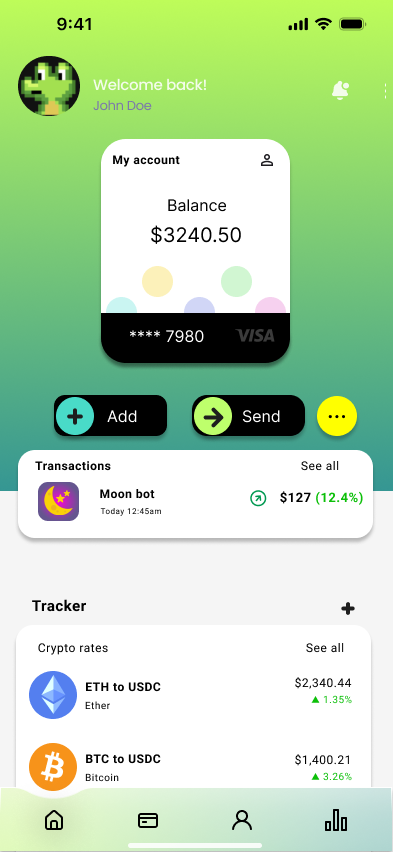 9:41
Welcome back!
John Doe
My account
Balance
$3240.50
**** 7980 VISA
Add Send
Transactions See all
Moon bot $127 (12.4%)
Today 12:45am
Tracker
Crypto rates See all
ETH to USDC $2,340.44
Ether 1.35%
BTC to USDC $1,400.21
Bitcoin 3.26%